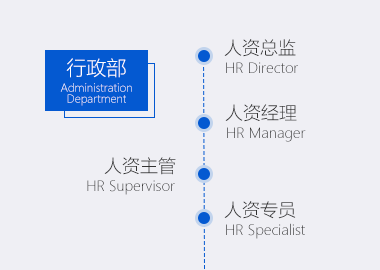 行政部
Administration
Department
人资总监
HR Director
人资经理
HR Manager
人资主管
HR Supervisor
人资专员
HR Specialist